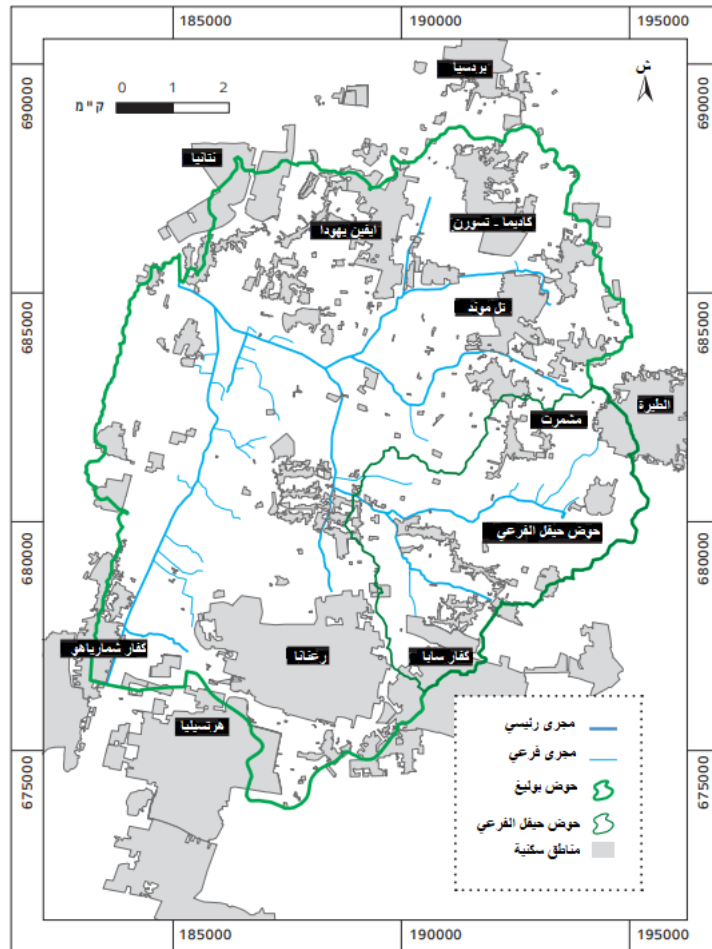 185000 190000 195000
690000 690000
685000 685000
680000 680000
675000 675000
بردسيا
ش
0 1 2
ק"מ
نتانيا
ايفين يهودا
كاديما - تسورن
تل موند
الطيرة
مشمرت
حوض حيفل الفرعي
كفار شمارياهو
رعنانا
كفار سابا
هرتسيليا
مجرى رئيسي
مجرى فرعي
حوض بوليغ
حوض حيفل الفرعي
مناطق سكنية
185000 190000 195000